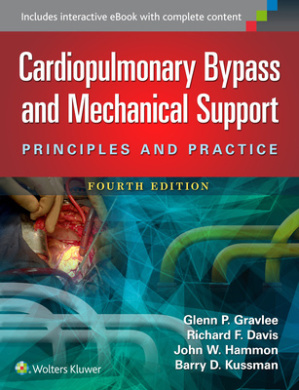 Includes interactive eBook with complete content
Cardiopulmonary Bypass
and Mechanical Support
PRINCIPLES AND PRACTICE
FOURTH EDITION
Glenn P. Gravlee
Richard F. Davis
John W. Hammon
Barry D. Kussman
Wolters Kluwer